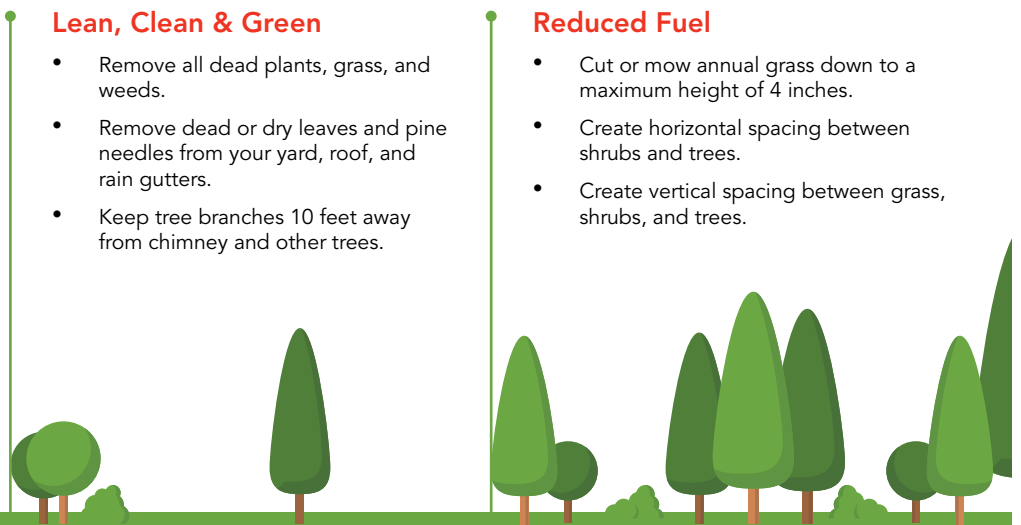 Lean, Clean & Green
• Remove all dead plants, grass, and
weeds.
• Remove dead or dry leaves and pine
needles from your yard, roof, and
rain gutters.
• Keep tree branches 10 feet away
from chimney and other trees.
Reduced Fuel
• Cut or mow annual grass down to a
maximum height of 4 inches.
• Create horizontal spacing between
shrubs and trees.
• Create vertical spacing between grass,
shrubs, and trees.